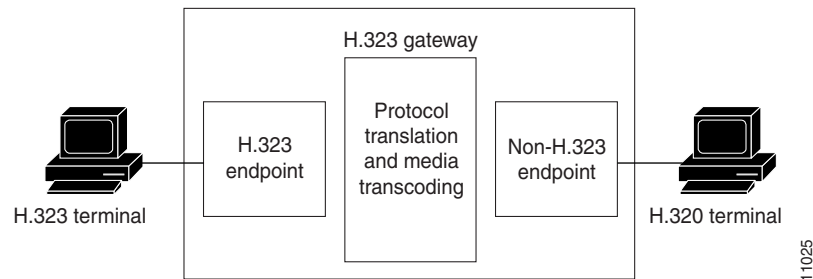 H.323 gateway
H.323 terminal
H.323
endpoint
Protocol
translation
and media
transcoding
Non-H.323
endpoint
H.320 terminal
11025